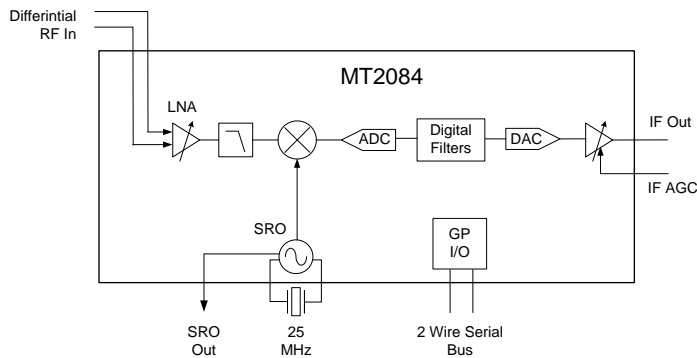 Differintial
RF In
MT2084
LNA
ADC
Digital
Filters
DAC
IF Out
IF AGC
SRO
GP
I/O
SRO
Out
25
MHz
2 Wire Serial
Bus